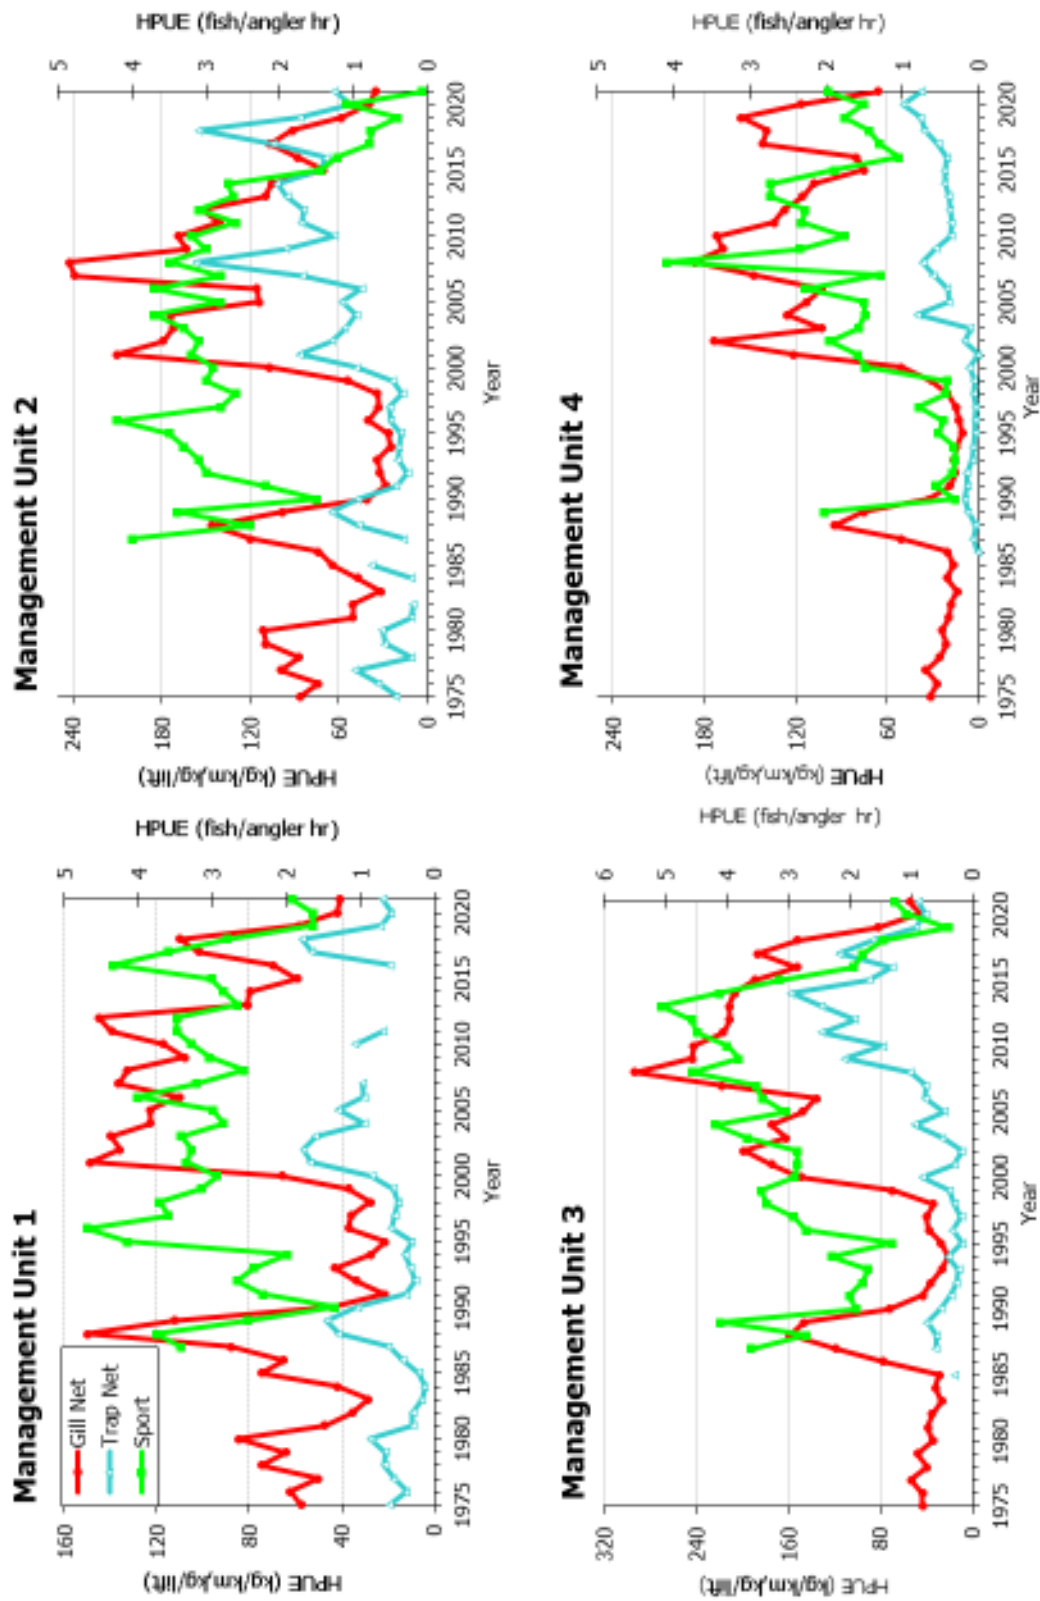 Management Unit 1
Gill Net
Trap Net
Sport
HPUE (kg/km,kg/lift)
160
120
80
40
0
HPUE (fish/angler hr)
5
4
3
2
1
0
1975 1980 1985 1990 1995 2000 2005 2010 2015 2020
Year
Management Unit 2
HPUE (kg/km,kg/lift)
240
180
120
60
0
HPUE (fish/angler hr)
5
4
3
2
1
0
1975 1980 1985 1990 1995 2000 2005 2010 2015 2020
Year
Management Unit 3
HPUE (kg/km,kg/lift)
320
240
160
80
0
HPUE (fish/angler hr)
6
5
4
3
2
1
0
1975 1980 1985 1990 1995 2000 2005 2010 2015 2020
Year
Management Unit 4
HPUE (kg/km,kg/lift)
240
180
120
60
0
HPUE (fish/angler hr)
5
4
3
2
1
0
1975 1980 1985 1990 1995 2000 2005 2010 2015 2020
Year